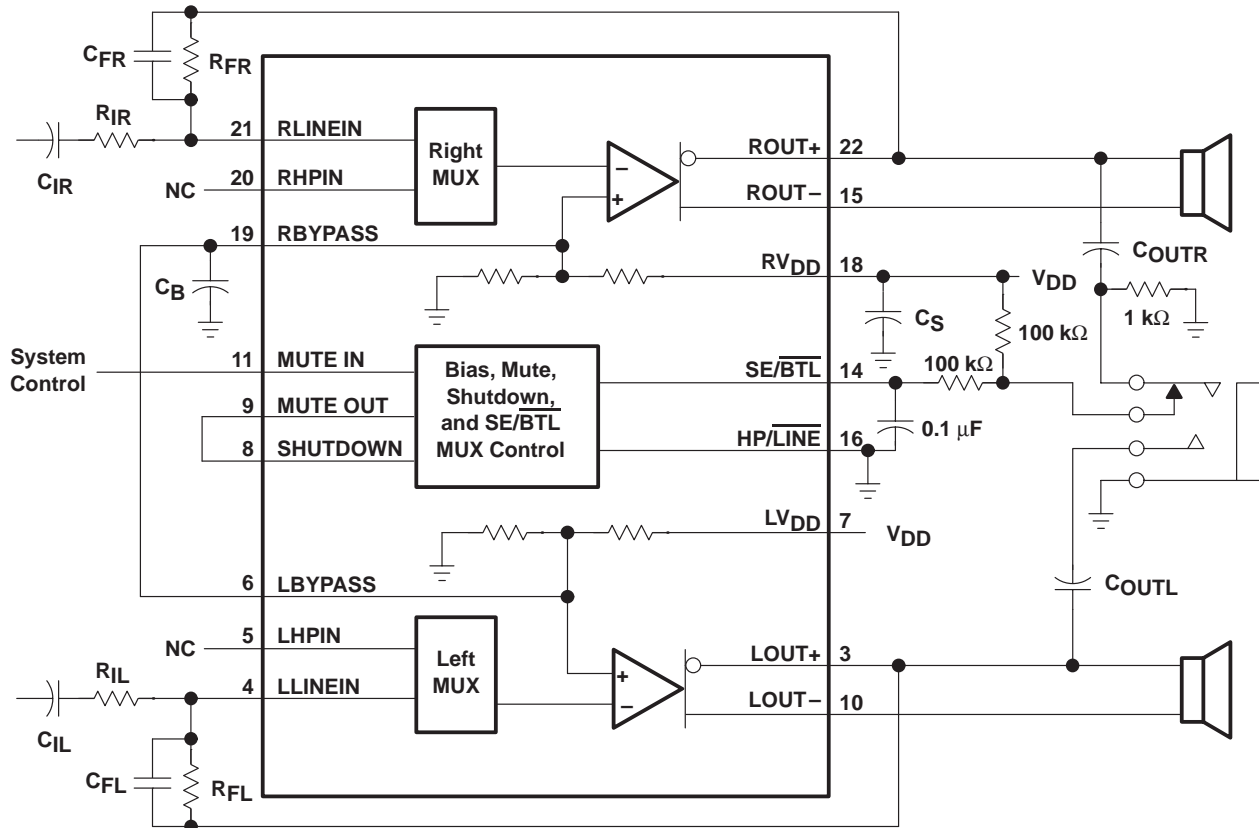 CFR
RFR
RIR
CIR
21 RLINEIN
NC 20 RHPIN
19 RBYPASS
CB
Right
MUX
−
+
ROUT+ 22
ROUT− 15
RVDD 18
VDD
COUTR
1 kΩ
CS
100 kΩ
100 kΩ
System
Control
11 MUTE IN
9 MUTE OUT
8 SHUTDOWN
Bias, Mute,
Shutdown,
and SE/BTL
MUX Control
SE/BTL 14
HP/LINE 16
0.1 μF
LVDD 7
VDD
6 LBYPASS
NC 5 LHPIN
4 LLINEIN
Left
MUX
+
−
LOUT+ 3
LOUT− 10
COUTL
RIL
CIL
CFL
RFL